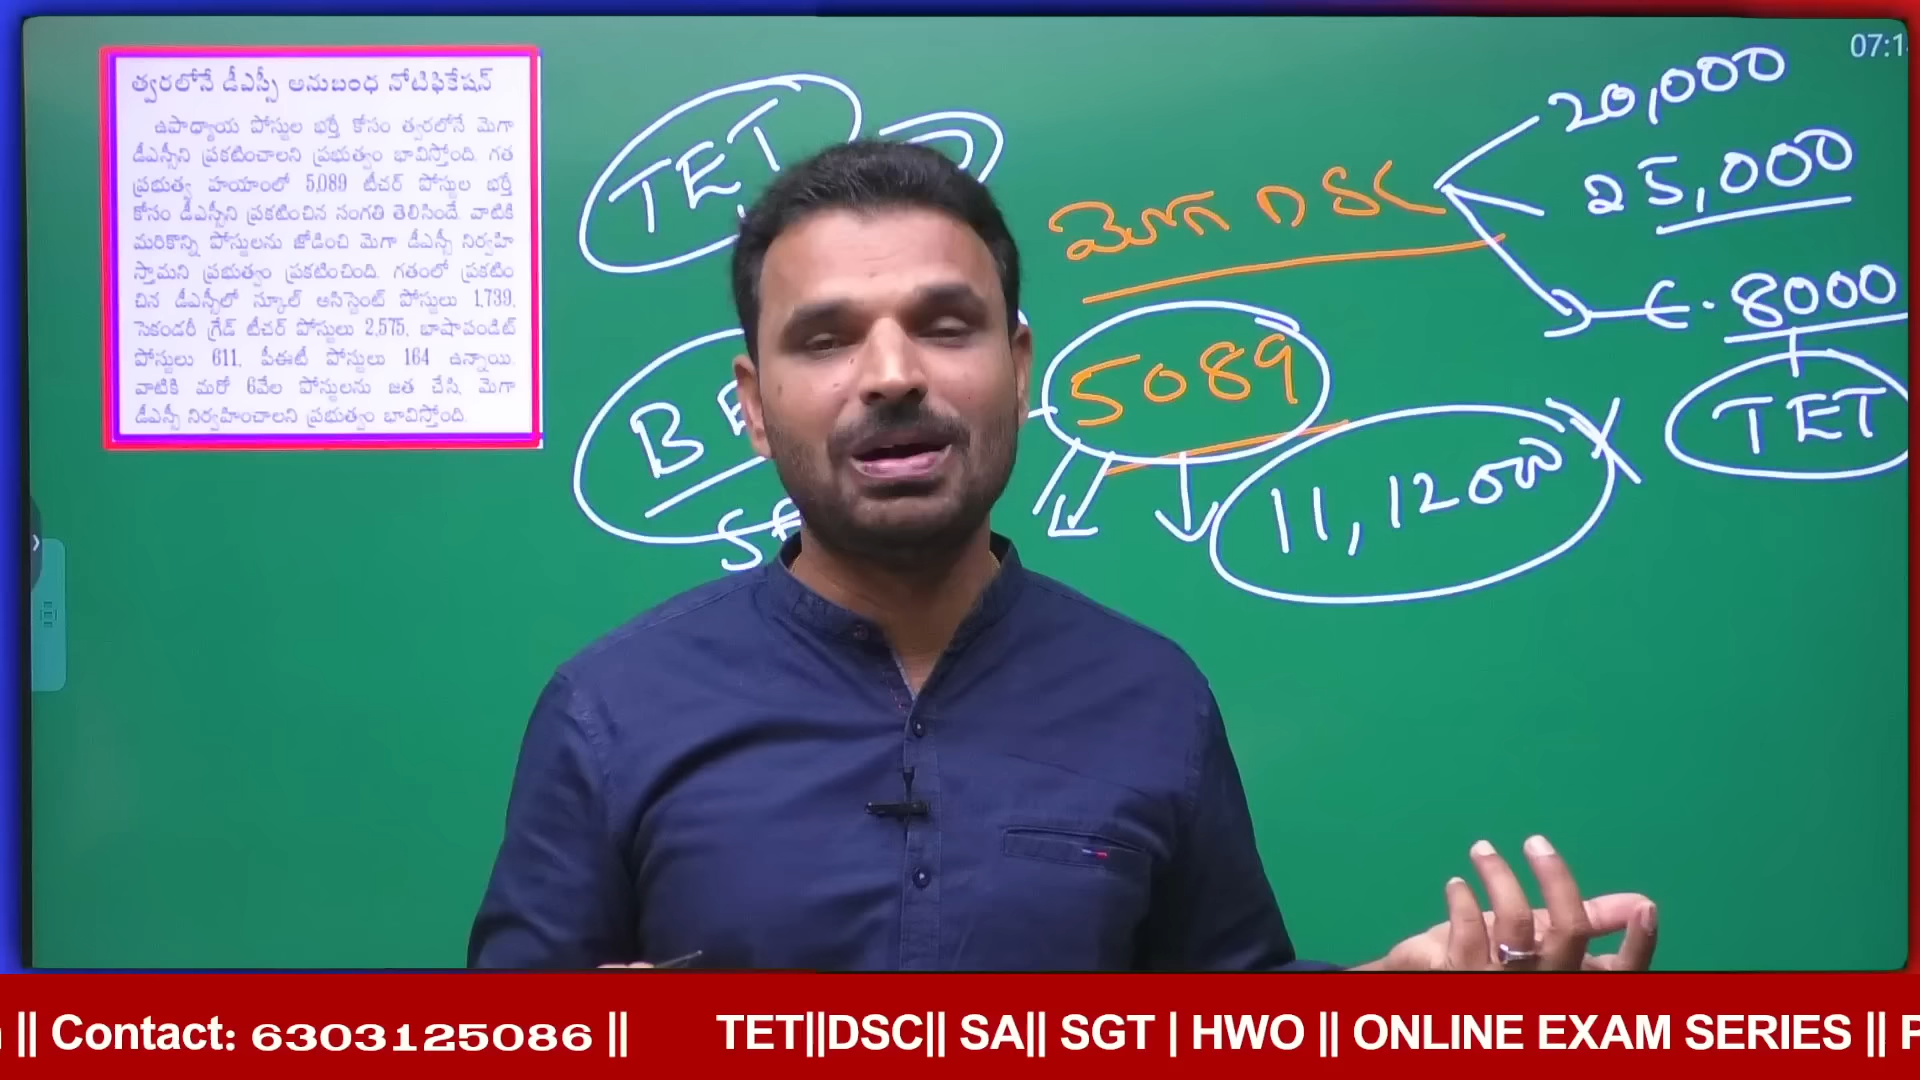 త్వరలోనే డీఎస్సీ అనుబంధ నోటిఫికేషన్
ఉపాధ్యాయ పోస్టుల భర్తీ కోసం త్వరలోనే మెగా
డీఎస్సీని ప్రకటించాలని ప్రభుత్వం భావిస్తోంది. గత
ప్రభుత్వ హయాంలో 5,089 టీచర్ పోస్టుల భర్తీ
కోసం డీఎస్సీని ప్రకటించిన సంగతి తెలిసిందే. వాటికి
మరికొన్ని పోస్టులను జోడించి మెగా డీఎస్సీ నిర్వహి
స్తామని ప్రభుత్వం ప్రకటించింది. గతంలో ప్రకటిం
చిన డీఎస్సీలో స్కూల్ అసిస్టెంట్ పోస్టులు 1,739,
సెకండరీ గ్రేడ్ టీచర్ పోస్టులు 2,575, బాషాపండిట్
పోస్టులు 611, పీఈటీ పోస్టులు 164 ఉన్నాయి.
వాటికి మరో 6వేల పోస్టులను జత చేసి, మెగా
డీఎస్సీ నిర్వహించాలని ప్రభుత్వం భావిస్తోంది.
07:1
TET
మెగా DSC
20,000
25,000
8000
TET
B
5089
11,12000
|| Contact: 6303125086 || TET||DSC|| SA|| SGT | HWO || ONLINE EXAM SERIES || P